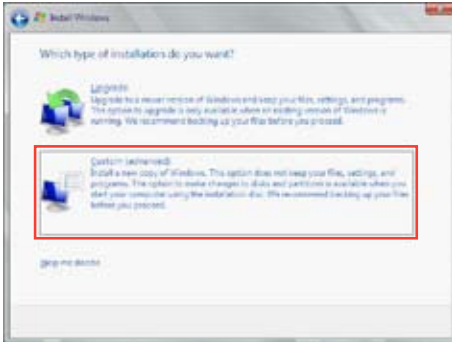 Install Windows
Which type of installation do you want?
Upgrade
Upgrade to a newer version of Windows and keep your files, settings, and programs.
The option to upgrade is only available when an existing version of Windows is
running. We recommend backing up your files before you proceed.
Custom (advanced)
Install a new copy of Windows. This option does not keep your files, settings, and
programs. The option to make changes to disks and partitions is available when you
start your computer using the installation disc. We recommend backing up your files
before you proceed.
Help me decide